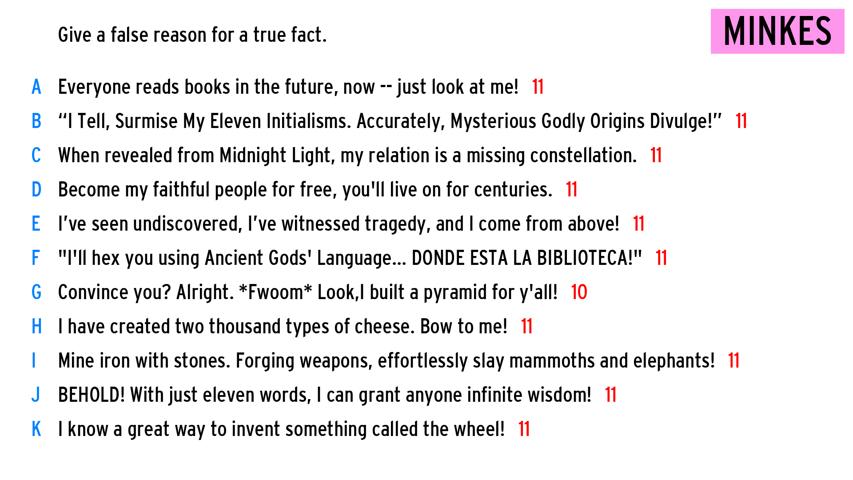 MINKES
Give a false reason for a true fact.
A Everyone reads books in the future, now -- just look at me! 11
B “I Tell, Surmise My Eleven Initialisms. Accurately, Mysterious Godly Origins Divulge!” 11
C When revealed from Midnight Light, my relation is a missing constellation. 11
D Become my faithful people for free, you'll live on for centuries. 11
E I’ve seen undiscovered, I’ve witnessed tragedy, and I come from above! 11
F "I'll hex you using Ancient Gods' Language... DONDE ESTA LA BIBLIOTECA!" 11
G Convince you? Alright. *Fwoom* Look,I built a pyramid for y'all! 10
H I have created two thousand types of cheese. Bow to me! 11
I Mine iron with stones. Forging weapons, effortlessly slay mammoths and elephants! 11
J BEHOLD! With just eleven words, I can grant anyone infinite wisdom! 11
K I know a great way to invent something called the wheel! 11